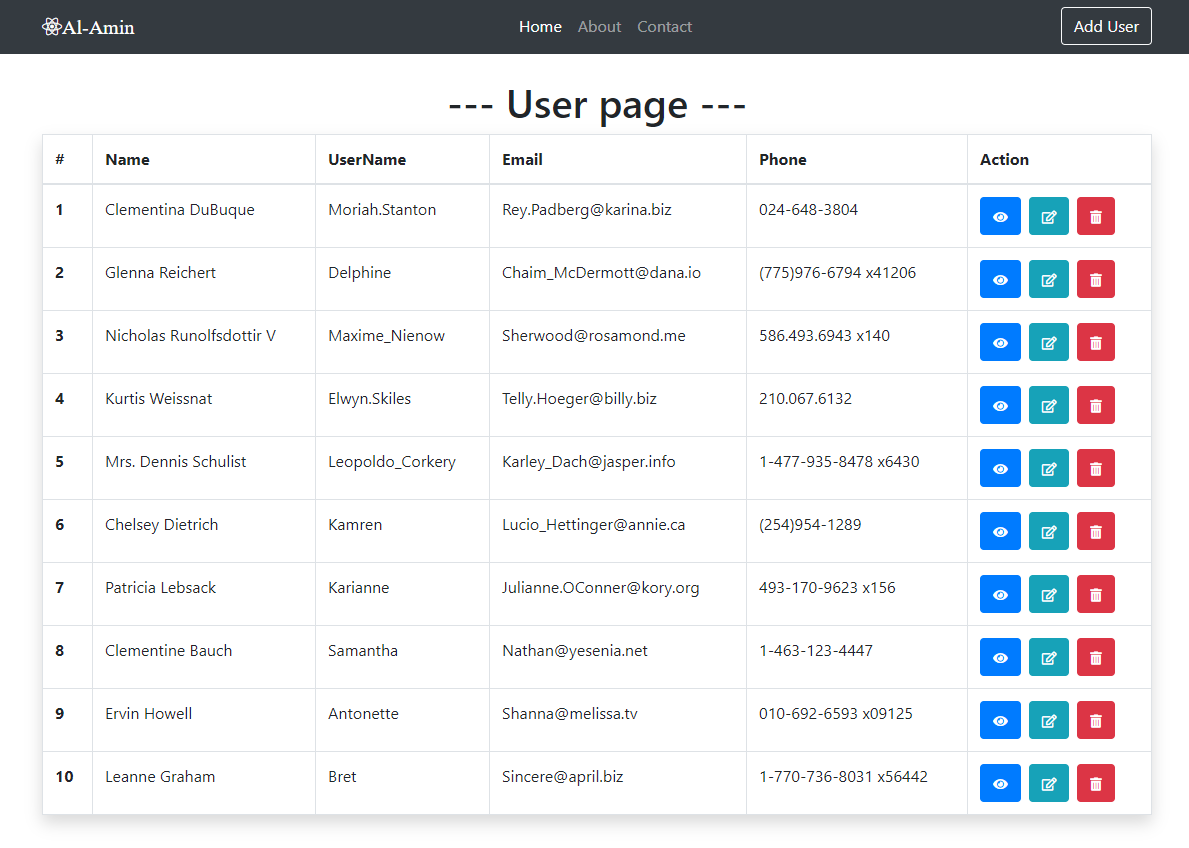 Al-Amin Home About Contact Add User
--- User page ---
# Name UserName Email Phone Action
1 Clementina DuBuque Moriah.Stanton Rey.Padberg@karina.biz 024-648-3804
2 Glenna Reichert Delphine Chaim_McDermott@dana.io (775)976-6794 x41206
3 Nicholas Runolfsdottir V Maxime_Nienow Sherwood@rosamond.me 586.493.6943 x140
4 Kurtis Weissnat Elwyn.Skiles Telly.Hoeger@billy.biz 210.067.6132
5 Mrs. Dennis Schulist Leopoldo_Corkery Karley_Dach@jasper.info 1-477-935-8478 x6430
6 Chelsey Dietrich Kamren Lucio_Hettinger@annie.ca (254)954-1289
7 Patricia Lebsack Karianne Julianne.OConner@kory.org 493-170-9623 x156
8 Clementine Bauch Samantha Nathan@yesenia.net 1-463-123-4447
9 Ervin Howell Antonette Shanna@melissa.tv 010-692-6593 x09125
10 Leanne Graham Bret Sincere@april.biz 1-770-736-8031 x56442